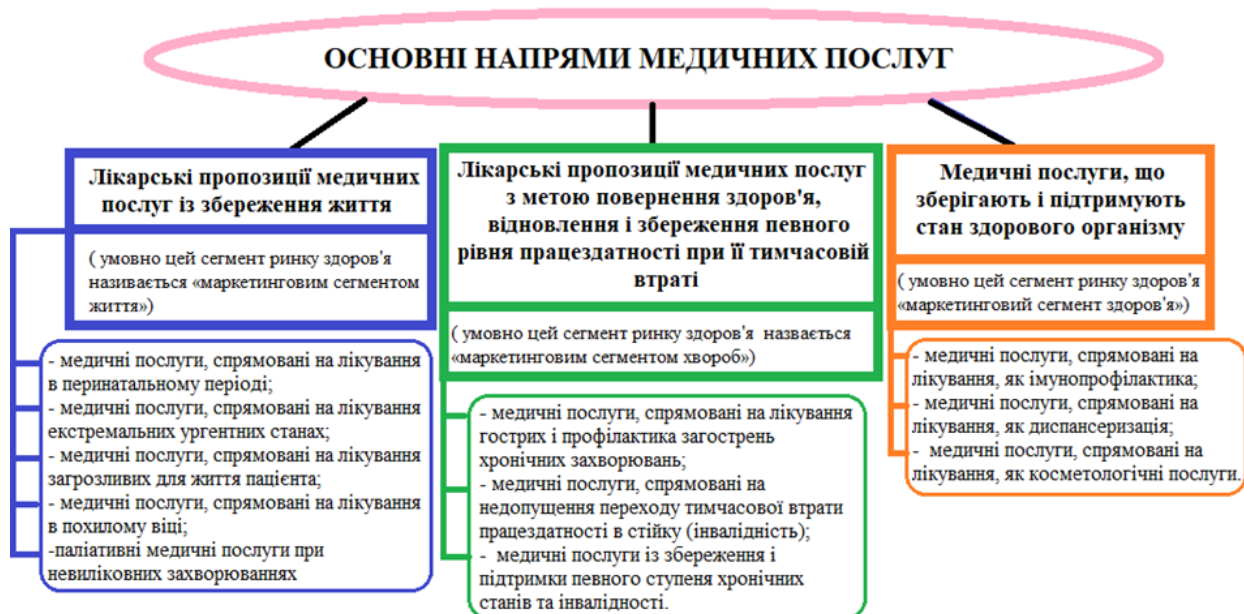 ОСНОВНІ НАПРЯМИ МЕДИЧНИХ ПОСЛУГ
Лікарські пропозиції медичних
послуг із збереження життя
( умовно цей сегмент ринку здоров'я
називається «маркетинговим сегментом
життя»)
- медичні послуги, спрямовані на лікування
в перинатальному періоді;
- медичні послуги, спрямовані на лікування
екстремальних ургентних станах;
- медичні послуги, спрямовані на лікування
загрозливих для життя пацієнта;
- медичні послуги, спрямовані на лікування
в похилому віці;
-паліативні медичні послуги при
невиліковних захворюваннях
Лікарські пропозиції медичних послуг
з метою повернення здоров'я,
відновлення і збереження певного
рівня працездатності при її тимчасовій
втраті
( умовно цей сегмент ринку здоров'я назвається
«маркетинговим сегментом хвороб»)
- медичні послуги, спрямовані на лікування
гострих і профілактика загострень
хронічних захворювань;
- медичні послуги, спрямовані на
недопущення переходу тимчасової втрати
працездатності в стійку (інвалідність);
- медичні послуги із збереження і
підтримки певного ступеня хронічних
станів та інвалідності.
Медичні послуги, що
зберігають і підтримують
стан здорового організму
( умовно цей сегмент ринку здоров'я
«маркетинговий сегмент здоров'я»)
- медичні послуги, спрямовані на
лікування, як імунопрофілактика;
- медичні послуги, спрямовані на
лікування, як диспансеризація;
- медичні послуги, спрямовані на
лікування, як косметологічні послуги.